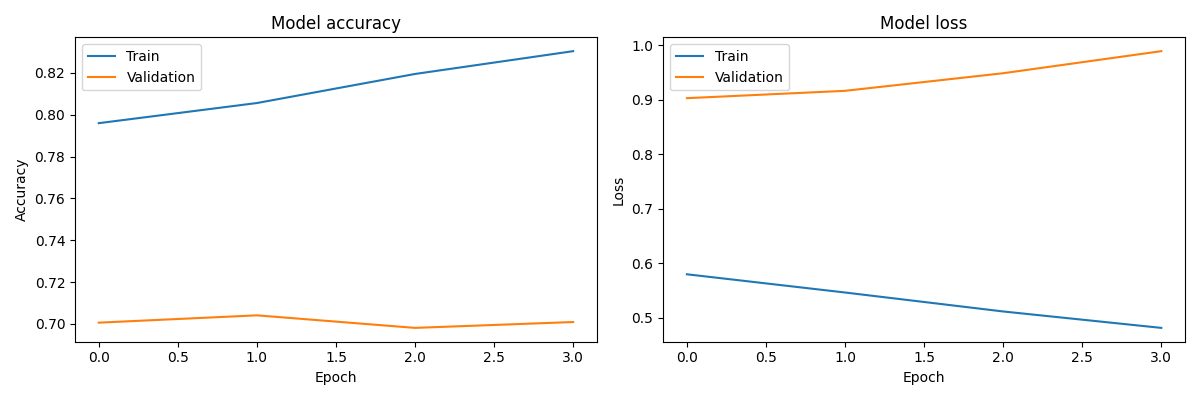 Model accuracy
Train
Validation
0.82
0.80
0.78
0.76
0.74
0.72
0.70
Accuracy
0.0 0.5 1.0 1.5 2.0 2.5 3.0
Epoch
Model loss
Train
Validation
1.0
0.9
0.8
0.7
0.6
0.5
Loss
0.0 0.5 1.0 1.5 2.0 2.5 3.0
Epoch